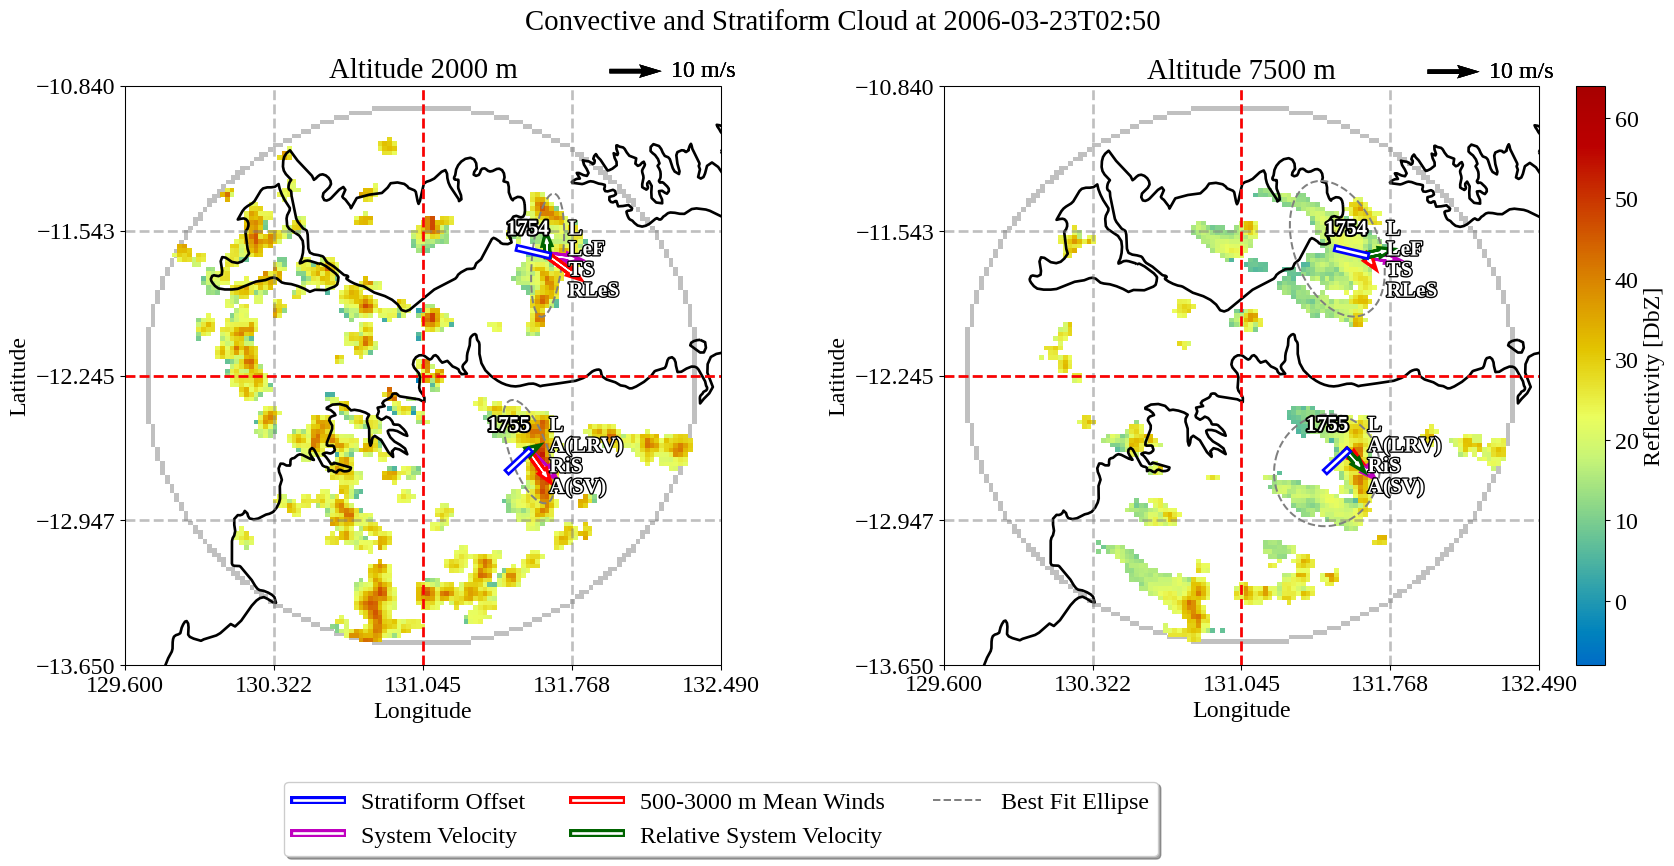 Convective and Stratiform Cloud at 2006-03-23T02:50
Altitude 2000 m
10 m/s
Altitude 7500 m
10 m/s
−10.840
−11.543
−12.245
−12.947
−13.650
Latitude
129.600
130.322
131.045
131.768
132.490
Longitude
1754
L
LeF
TS
RLeS
1755
L
A(LRV)
RiS
A(SV)
−10.840
−11.543
−12.245
−12.947
−13.650
Latitude
129.600
130.322
131.045
131.768
132.490
Longitude
1754
L
LeF
TS
RLeS
1755
L
A(LRV)
RiS
A(SV)
60
50
40
30
20
10
0
Reflectivity [DbZ]
Stratiform Offset
System Velocity
500-3000 m Mean Winds
Relative System Velocity
Best Fit Ellipse